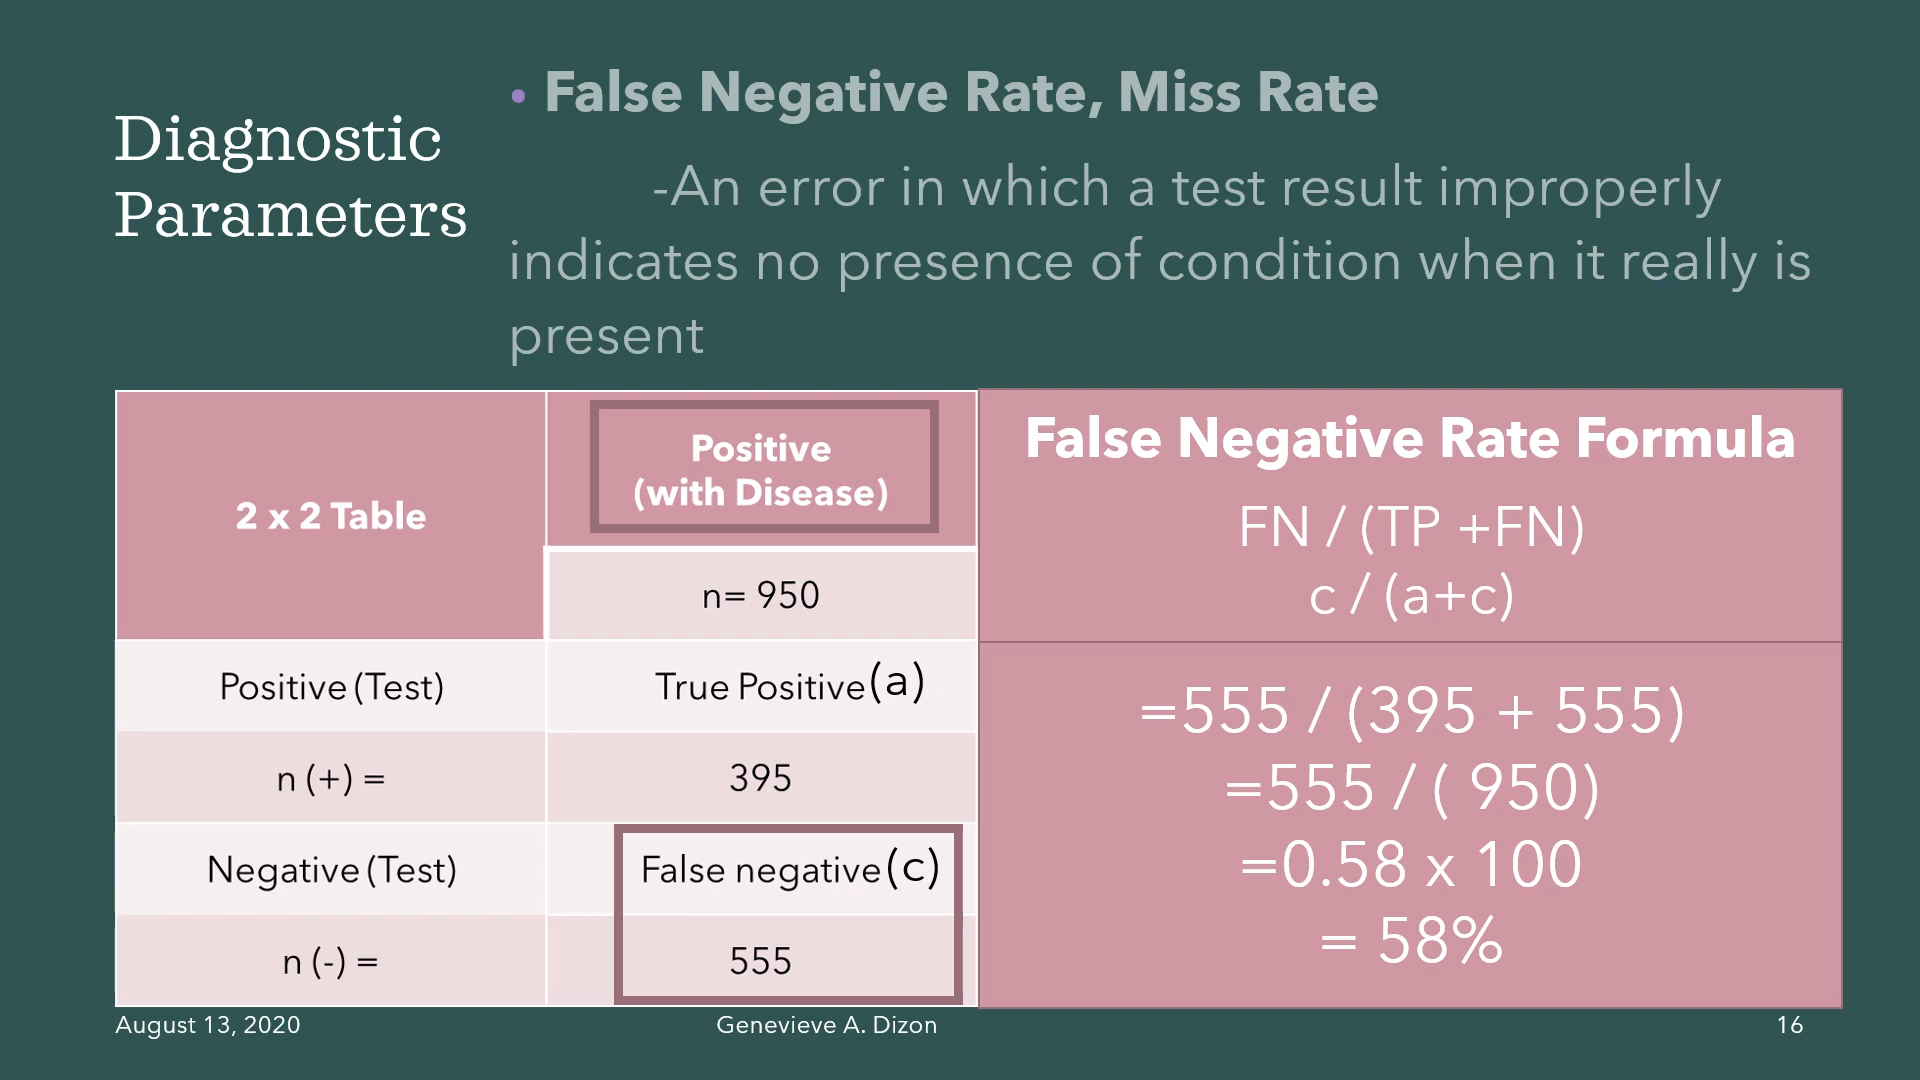 Diagnostic
Parameters
• False Negative Rate, Miss Rate
-An error in which a test result improperly
indicates no presence of condition when it really is
present
2 x 2 Table
Positive
(with Disease)
n= 950
Positive (Test)
True Positive (a)
n (+) =
395
Negative (Test)
False negative (c)
n (-) =
555
False Negative Rate Formula
FN / (TP +FN)
c / (a+c)
=555 / (395 + 555)
=555 / ( 950)
=0.58 x 100
= 58%
August 13, 2020
Genevieve A. Dizon
16